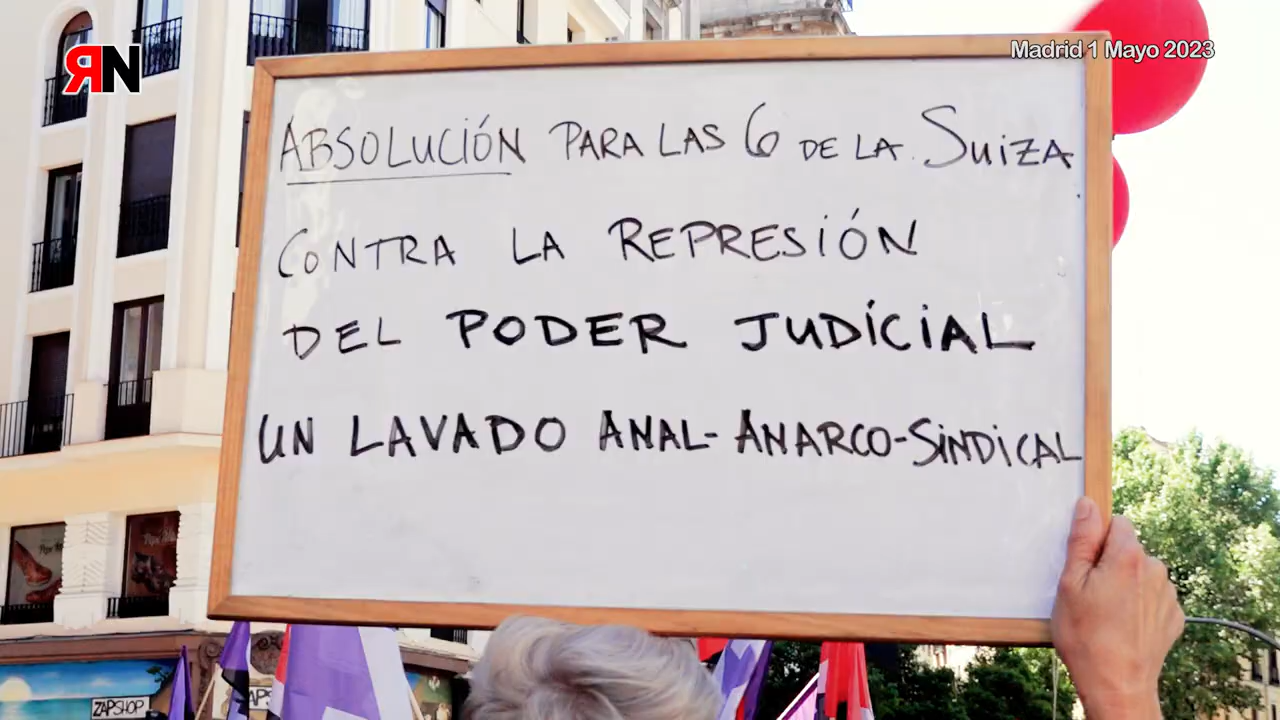 RN
Madrid 1 Mayo 2023
ABSOLUCIÓN PARA LAS 6 DE LA SUIZA
CONTRA LA REPRESIÓN
DEL PODER JUDICIAL
UN LAVADO ANAL-ANARCO-SINDICAL
ZAPSHOP